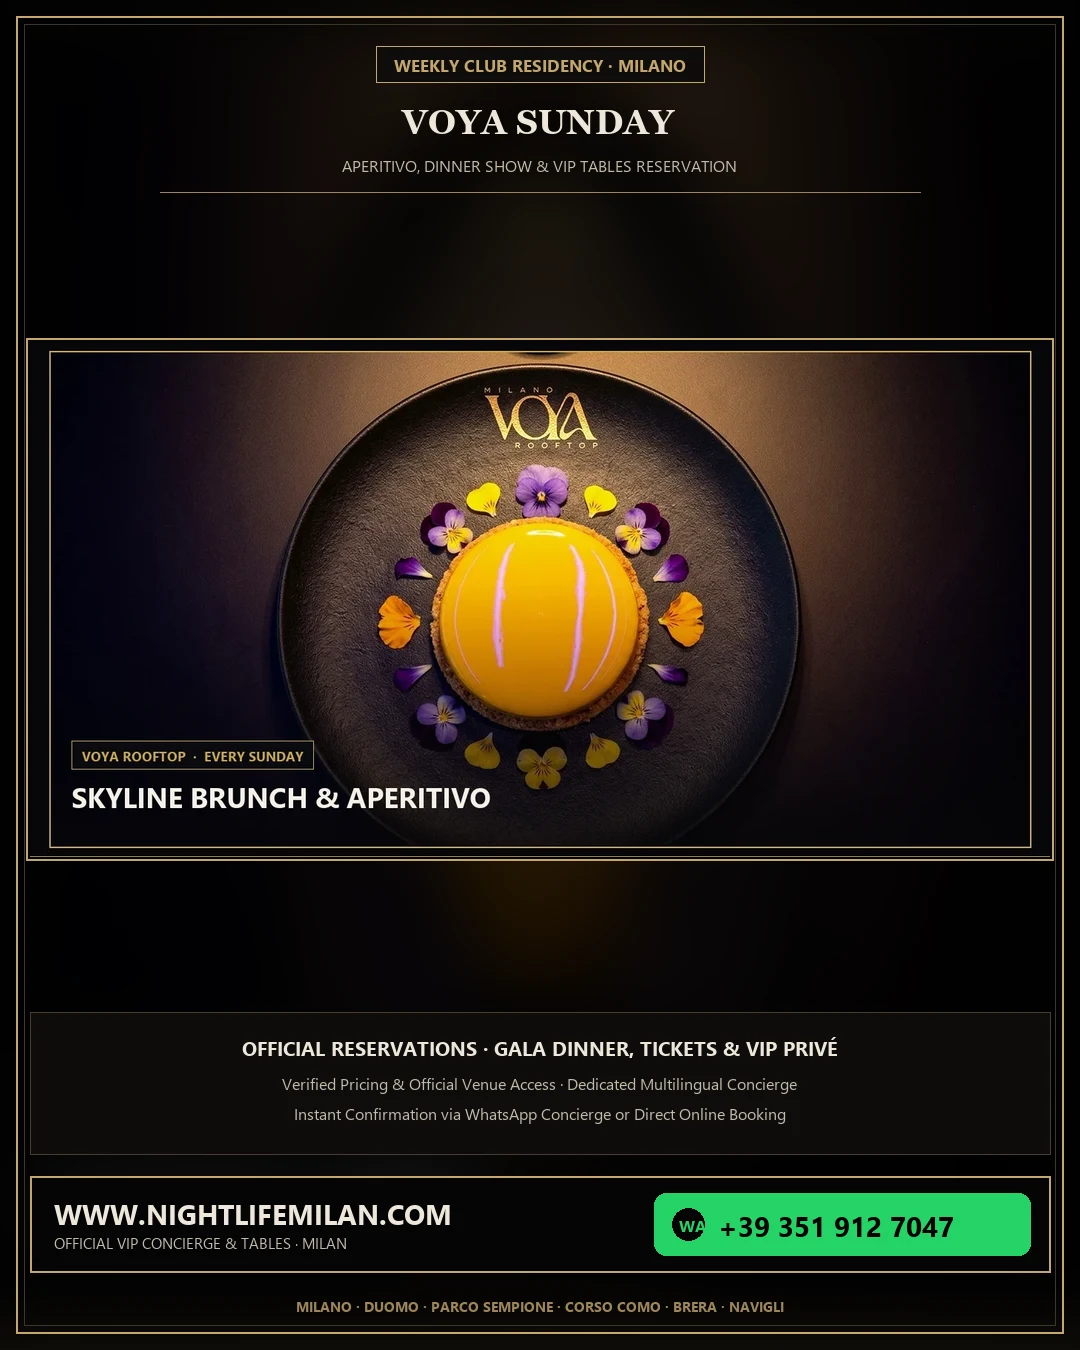 WEEKLY CLUB RESIDENCY · MILANO
VOYA SUNDAY
APERITIVO, DINNER SHOW & VIP TABLES RESERVATION
MILANO
VOYA
ROOFTOP
VOYA ROOFTOP · EVERY SUNDAY
SKYLINE BRUNCH & APERITIVO
OFFICIAL RESERVATIONS · GALA DINNER, TICKETS & VIP PRIVÉ
Verified Pricing & Official Venue Access · Dedicated Multilingual Concierge
Instant Confirmation via WhatsApp Concierge or Direct Online Booking
WWW.NIGHTLIFEMILAN.COM
OFFICIAL VIP CONCIERGE & TABLES · MILAN
WA +39 351 912 7047
MILANO · DUOMO · PARCO SEMPIONE · CORSO COMO · BRERA · NAVIGLI